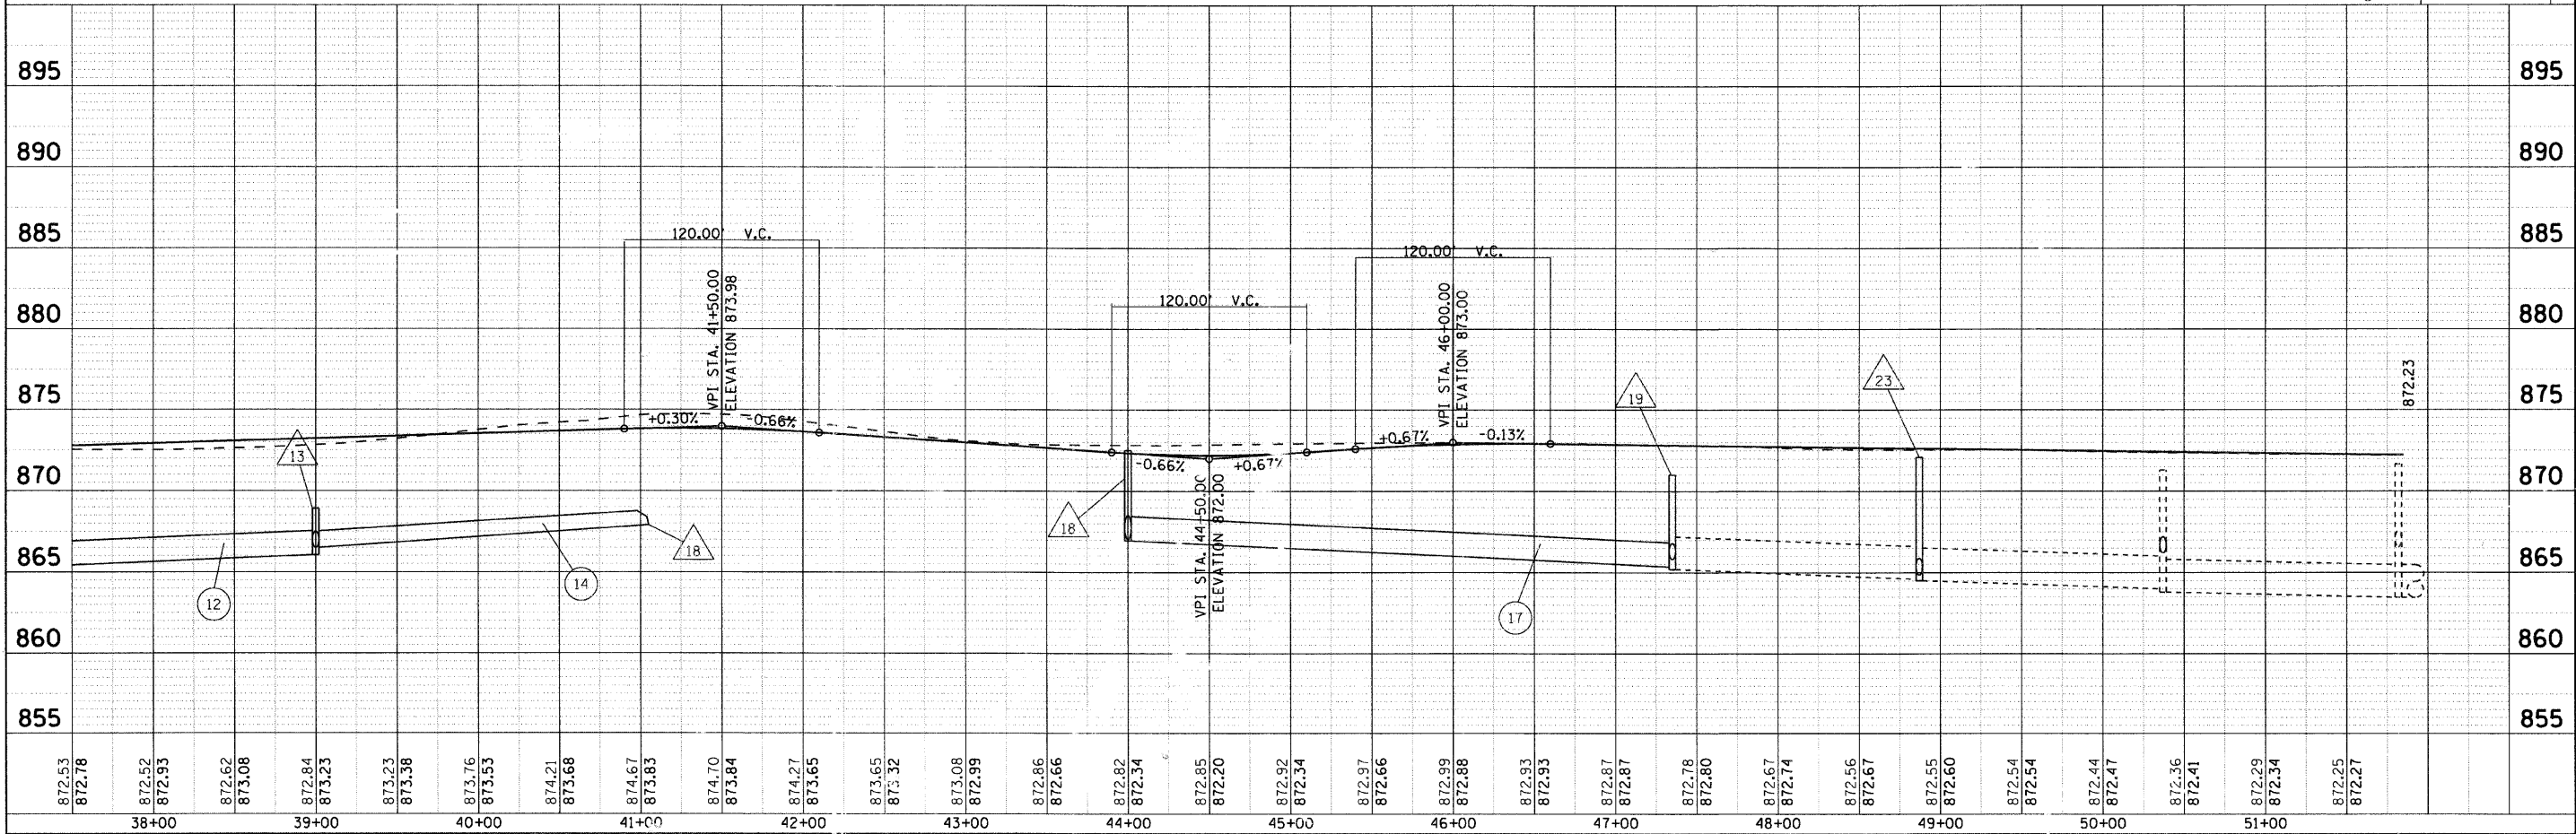 895 895
890 890
885 885
120.00' V.C.
120.00' V.C.
120.00' V.C.
880 880
VPI STA. 41+50.00
ELEVATION 873.98
VPI STA. 46+00.00
ELEVATION 873.00
875 875
872.23
+0.30% -0.66%
+0.67% -0.13%
-0.66% +0.67%
13
19
23
870 870
VPI STA. 44+50.00
ELEVATION 872.00
18
18
865 865
12
14
17
860 860
855 855
872.53 872.52 872.62 872.84 873.23 873.76 874.21 874.67 874.70 874.27 873.65 873.08 872.86 872.82 872.85 872.92 872.97 872.99 872.93 872.87 872.78 872.67 872.56 872.55 872.54 872.44 872.36 872.29 872.25
872.78 872.93 873.08 873.23 873.38 873.53 873.68 873.83 873.84 873.65 873.32 872.99 872.66 872.34 872.20 872.34 872.66 872.88 872.93 872.87 872.80 872.74 872.67 872.60 872.54 872.47 872.41 872.34 872.27
38+00 39+00 40+00 41+00 42+00 43+00 44+00 45+00 46+00 47+00 48+00 49+00 50+00 51+00